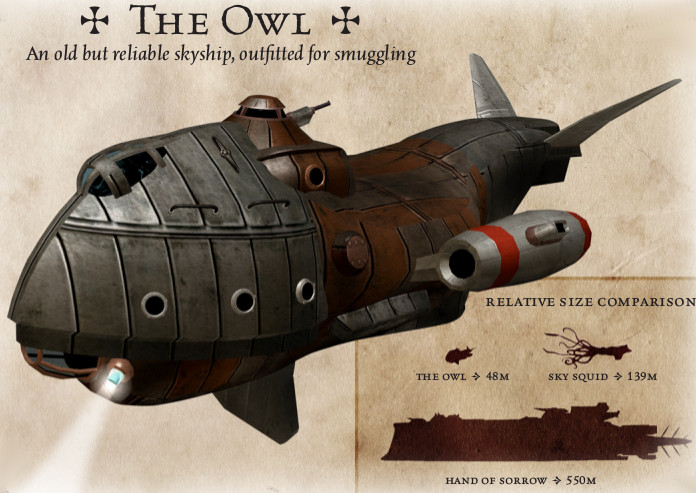 ✠ The Owl ✠
An old but reliable skyship, outfitted for smuggling
RELATIVE SIZE COMPARISON
THE OWL ✧ 48M
SKY SQUID ✧ 139M
HAND OF SORROW ✧ 550M